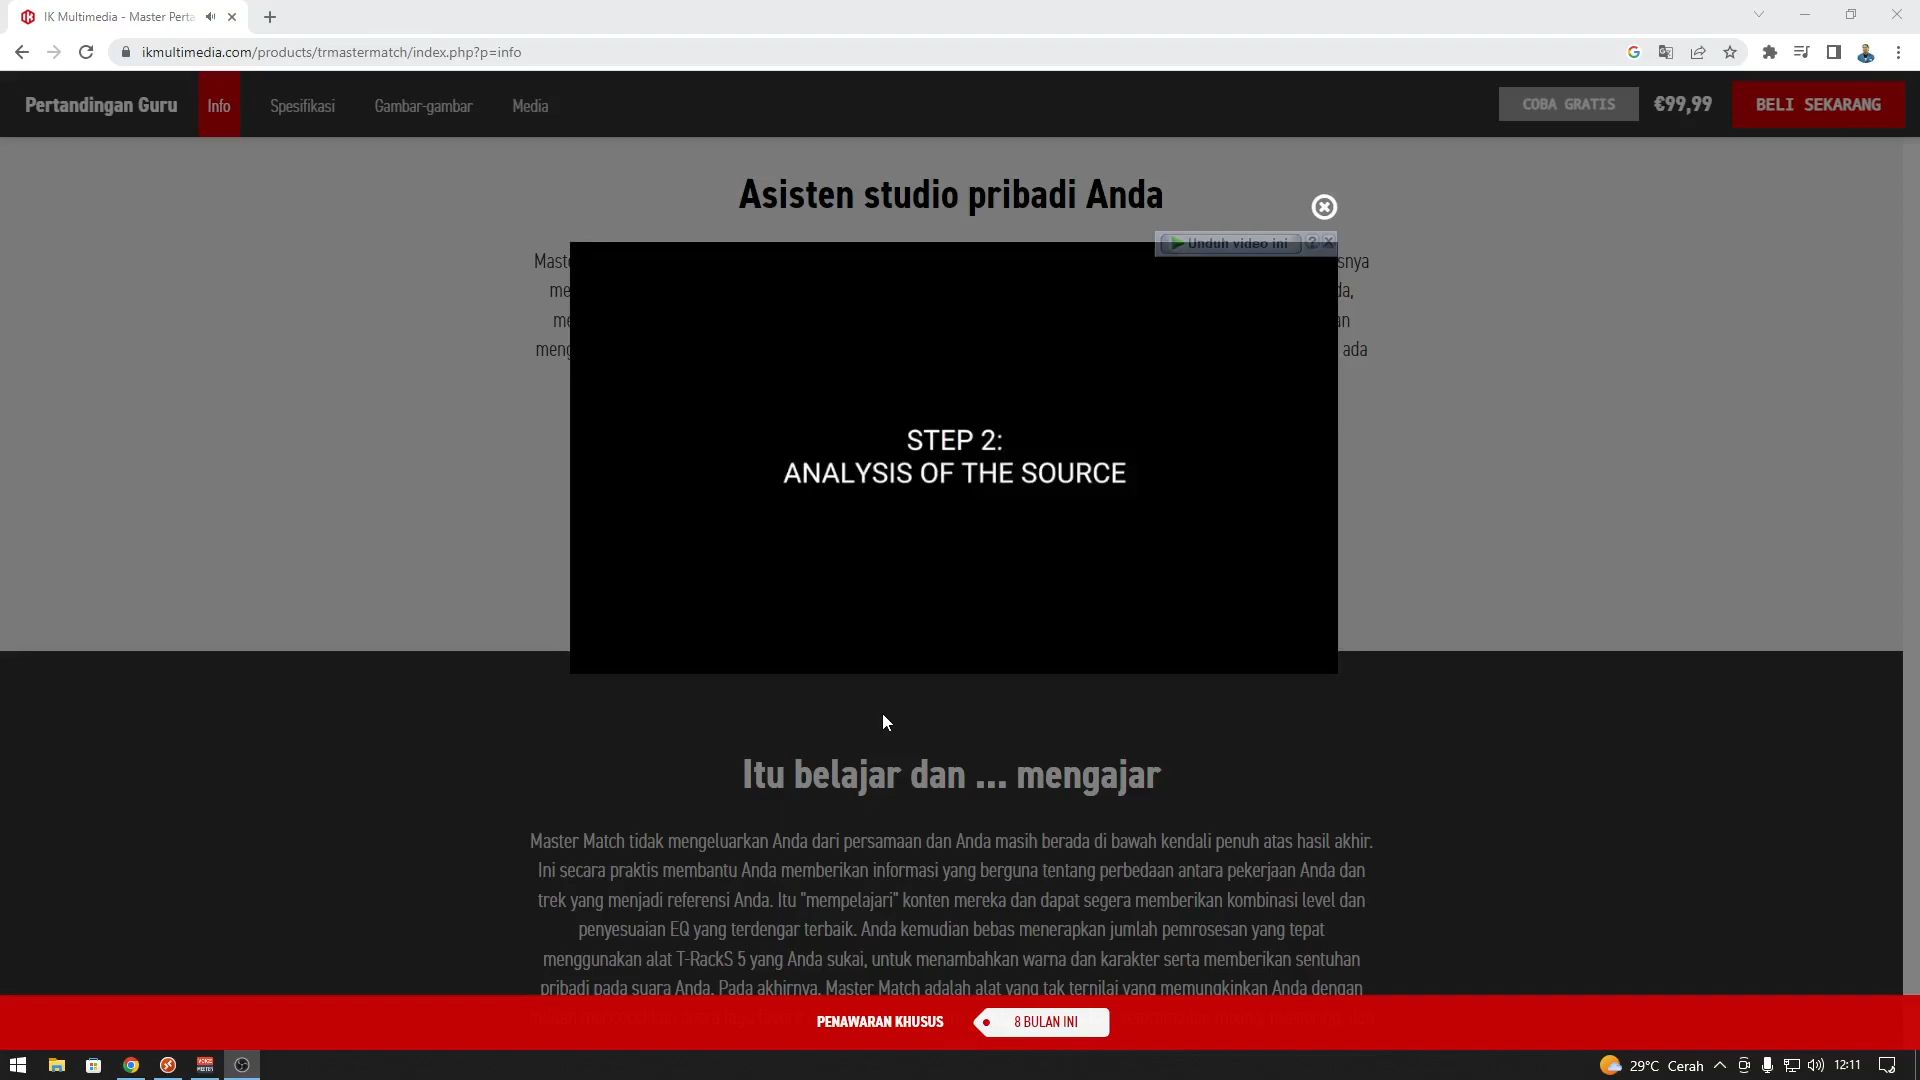 IK Multimedia - Master Perta
ikmultimedia.com/products/trmastermatch/index.php?p=info
Pertandingan Guru
Info
Spesifikasi
Gambar-gambar
Media
COBA GRATIS
€99,99
BELI SEKARANG
Asisten studio pribadi Anda
Unduh video ini
?
STEP 2:
ANALYSIS OF THE SOURCE
ada
Itu belajar dan ... mengajar
Master Match tidak mengeluarkan Anda dari persamaan dan Anda masih berada di bawah kendali penuh atas hasil akhir.
Ini secara praktis membantu Anda memberikan informasi yang berguna tentang perbedaan antara pekerjaan Anda dan
trek yang menjadi referensi Anda. Itu "mempelajari" konten mereka dan dapat segera memberikan kombinasi level dan
penyesuaian EQ yang terdengar terbaik. Anda kemudian bebas menerapkan jumlah pemrosesan yang tepat
menggunakan alat T-RackS 5 yang Anda sukai, untuk menambahkan warna dan karakter serta memberikan sentuhan
pribadi pada suara Anda. Pada akhirnya, Master Match adalah alat yang tak ternilai yang memungkinkan Anda dengan
PENAWARAN KHUSUS
8 BULAN INI
29°C Cerah
12:11